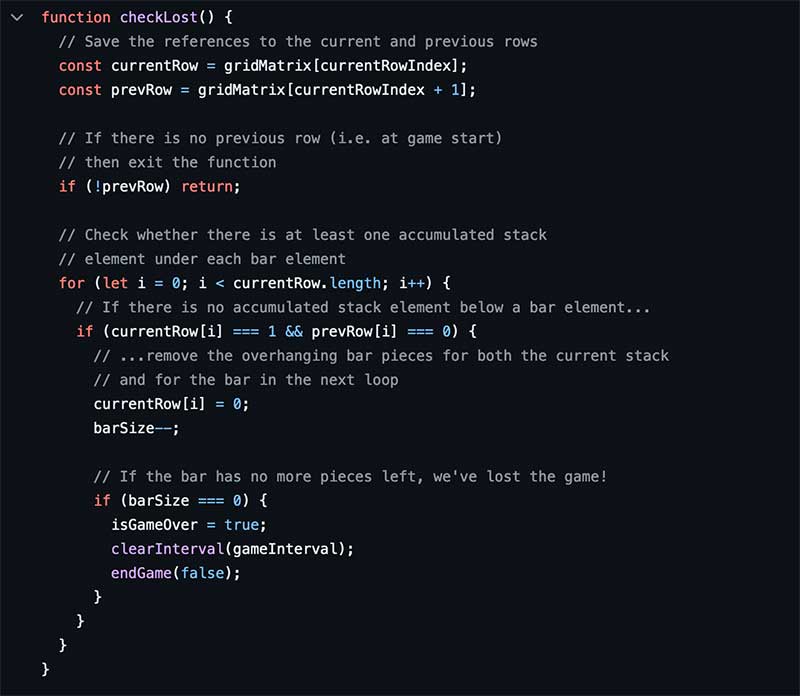 function checkLost() {
  // Save the references to the current and previous rows
  const currentRow = gridMatrix[currentRowIndex];
  const prevRow = gridMatrix[currentRowIndex + 1];

  // If there is no previous row (i.e. at game start)
  // then exit the function
  if (!prevRow) return;

  // Check whether there is at least one accumulated stack
  // element under each bar element
  for (let i = 0; i < currentRow.length; i++) {
    // If there is no accumulated stack element below a bar element...
    if (currentRow[i] === 1 && prevRow[i] === 0) {
      // ...remove the overhanging bar pieces for both the current stack
      // and for the bar in the next loop
      currentRow[i] = 0;
      barSize--;

      // If the bar has no more pieces left, we've lost the game!
      if (barSize === 0) {
        isGameOver = true;
        clearInterval(gameInterval);
        endGame(false);
      }
    }
  }
}